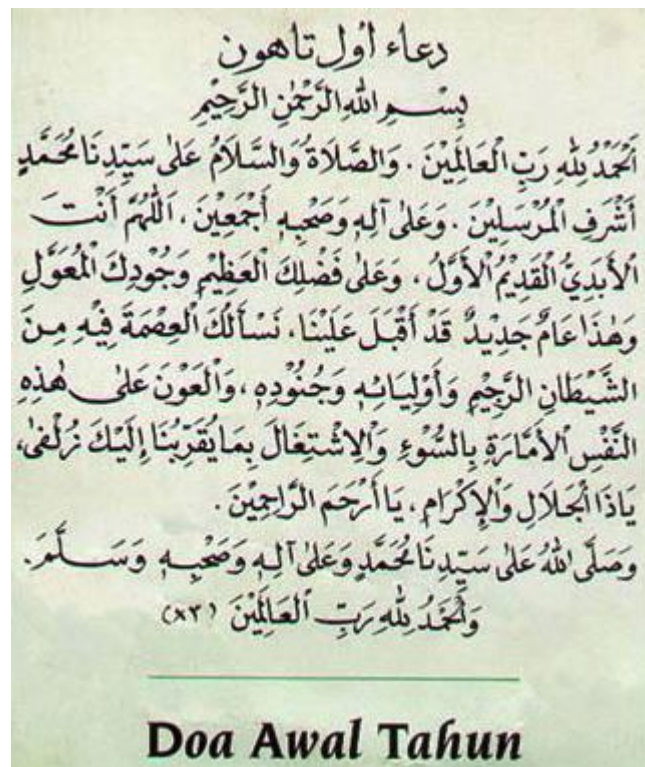 دعاء اول تاهون
بِسْمِ اللهِ الرَّحْمٰنِ الرَّحِيْمِ
اَلْحَمْدُ لِلّٰهِ رَبِّ الْعَالَمِيْنَ. وَالصَّلَاةُ وَالسَّلَامُ عَلٰى سَيِّدِنَا مُحَمَّدٍ
أَشْرَفِ الْمُرْسَلِيْنَ. وَعَلٰى آلِهِ وَصَحْبِهِ أَجْمَعِيْنَ، اَللّٰهُمَّ أَنْتَ
الْأَبَدِيُّ الْقَدِيْمُ الْأَوَّلُ، وَعَلٰى فَضْلِكَ الْعَظِيْمِ وَجُوْدِكَ الْمُعَوَّلِ
وَهٰذَا عَامٌ جَدِيْدٌ قَدْ أَقْبَلَ عَلَيْنَا، نَسْأَلُكَ الْعِصْمَةَ فِيْهِ مِنَ
الشَّيْطَانِ الرَّجِيْمِ وَأَوْلِيَائِهِ وَجُنُوْدِهِ، وَالْعَوْنَ عَلٰى هٰذِهِ
النَّفْسِ الْأَمَّارَةِ بِالسُّوْءِ وَالْاِشْتِغَالَ بِمَا يُقَرِّبُنَا إِلَيْكَ زُلْفٰى،
يَا ذَا الْجَلَالِ وَالْإِكْرَامِ، يَا أَرْحَمَ الرَّاحِمِيْنَ.
وَصَلَّى اللهُ عَلٰى سَيِّدِنَا مُحَمَّدٍ وَعَلٰى آلِهِ وَصَحْبِهِ وَسَلَّمَ.
وَالْحَمْدُ لِلّٰهِ رَبِّ الْعَالَمِيْنَ (×٣)
Doa Awal Tahun